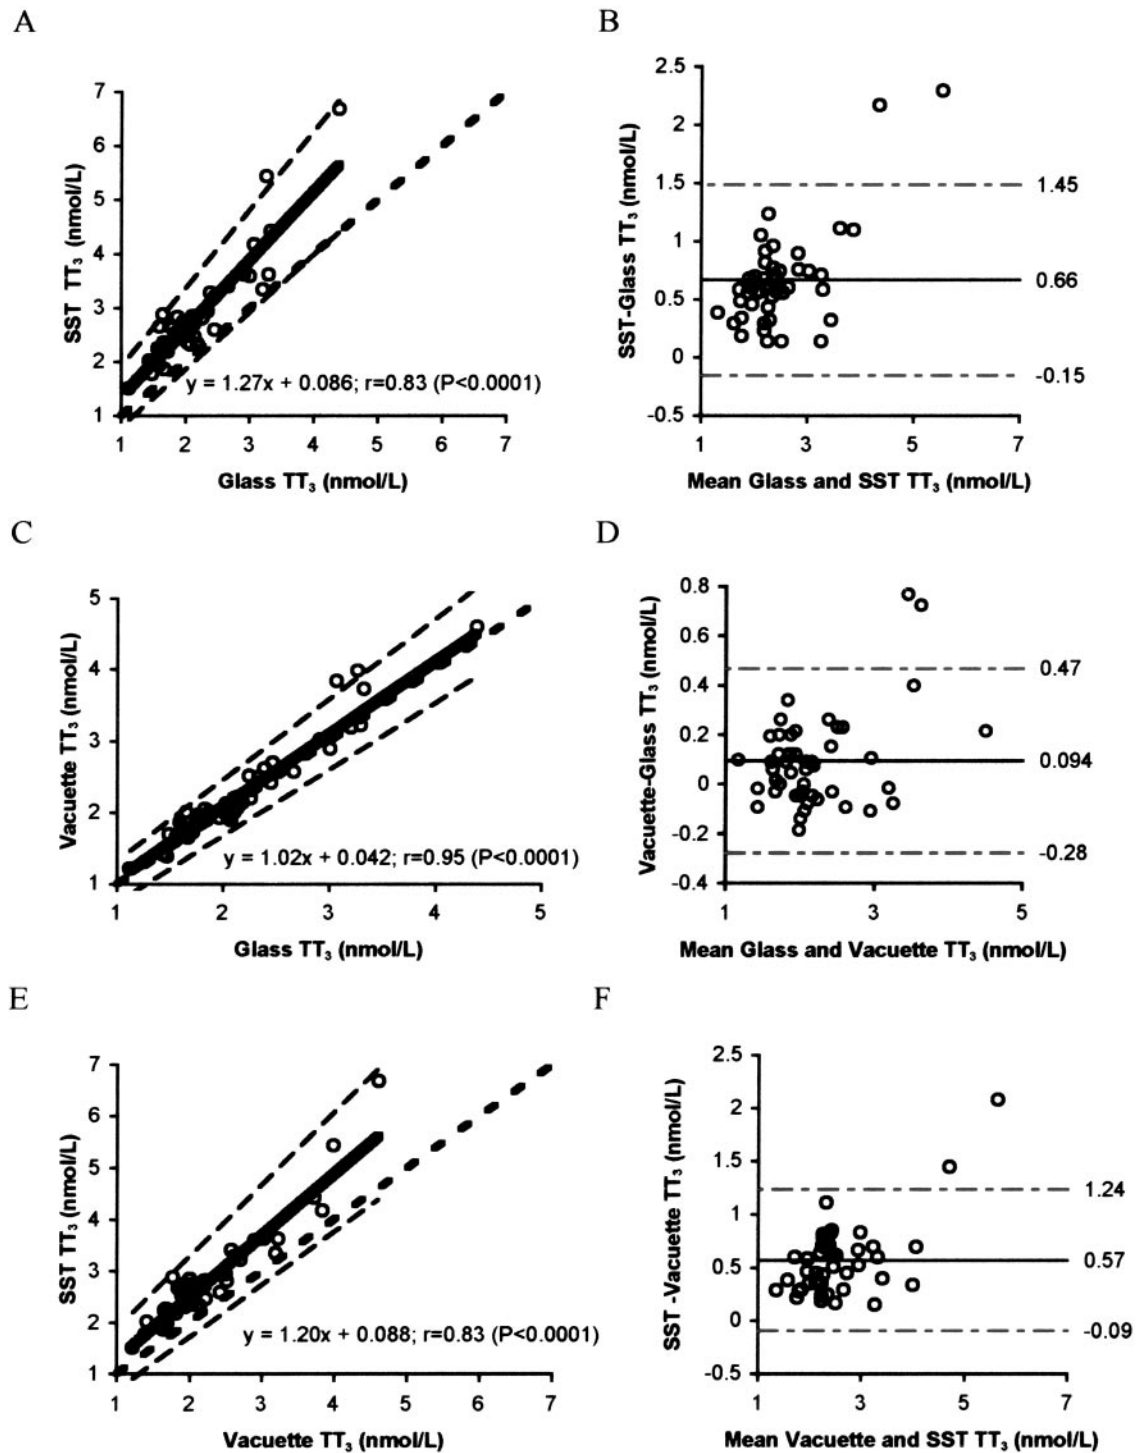 A
7
6
5
4
3
2
1
SST TT₃ (nmol/L)
y = 1.27x + 0.086; r=0.83 (P<0.0001)
1 2 3 4 5 6 7
Glass TT₃ (nmol/L)
B
2.5
2
1.5
1
0.5
0
-0.5
SST-Glass TT₃ (nmol/L)
1.45
0.66
-0.15
1 3 5 7
Mean Glass and SST TT₃ (nmol/L)
C
5
4
3
2
1
Vacuette TT₃ (nmol/L)
y = 1.02x + 0.042; r=0.95 (P<0.0001)
1 2 3 4 5
Glass TT₃ (nmol/L)
D
0.8
0.6
0.4
0.2
0
-0.2
-0.4
Vacuette-Glass TT₃ (nmol/L)
0.47
0.094
-0.28
1 3 5
Mean Glass and Vacuette TT₃ (nmol/L)
E
7
6
5
4
3
2
1
SST TT₃ (nmol/L)
y = 1.20x + 0.088; r=0.83 (P<0.0001)
1 2 3 4 5 6 7
Vacuette TT₃ (nmol/L)
F
2.5
2
1.5
1
0.5
0
-0.5
SST -Vacuette TT₃ (nmol/L)
1.24
0.57
-0.09
1 3 5 7
Mean Vacuette and SST TT₃ (nmol/L)